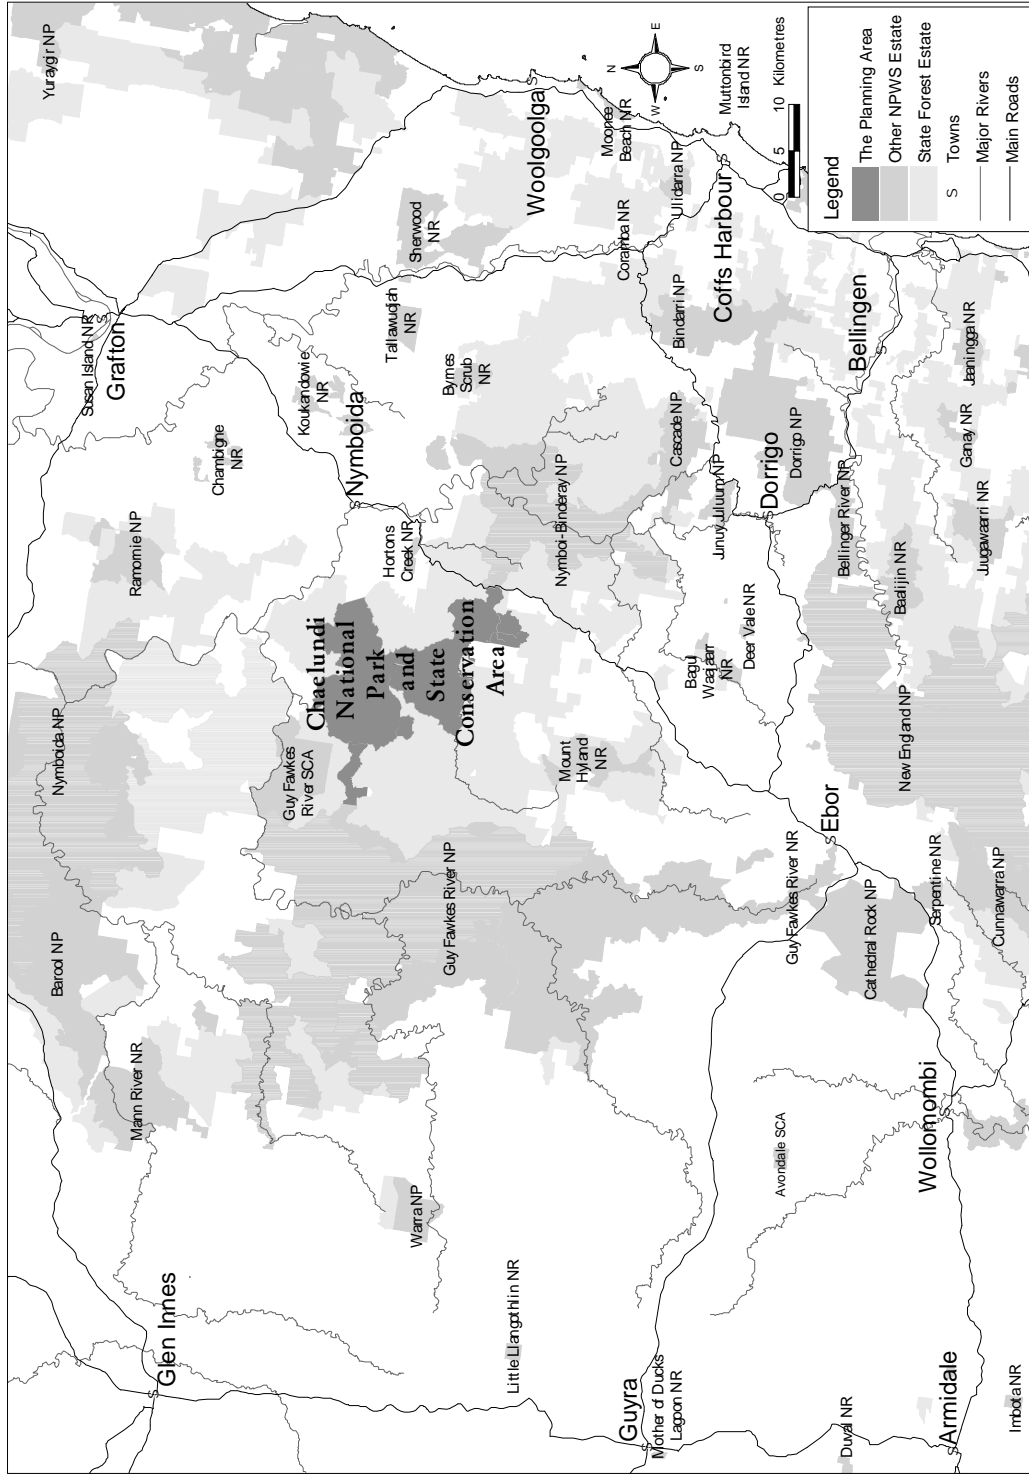 Yuraygir NP
Barool NP
Nymboida NP
Susan Island NR
Grafton
Mann River NR
Ramornie NP
Glen Innes
Chambigne
NR
Guy Fawkes
River SCA
Chaelundi
National
Park
and
State
Conservation
Area
Koukandowie
NR
Nymboida
Tallawudjah
NR
Sherwood
NR
Warra NP
Hortons
Creek NR
Guy Fawkes River NP
Byrnes
Scrub
NR
Little Llangothlin NR
Woolgoolga
S
Mount
Hyland
NR
Nymboi-Binderay NP
Moonee
Beach NR
Guyra
Mother of Ducks
Lagoon NR
Coramba NR
Cascade NP
Bindarri NP
Ulidarra NP
Bagul
Waajaarr
NR
Junuy Juluum NP
Coffs Harbour
Muttonbird
Island NR
Deer Vale NR
Dorrigo
Dorrigo NP
Avondale SCA
Guy Fawkes River NR
Ebor
Duval NR
Bellinger River NP
Bellingen
Cathedral Rock NP
New England NP
Baalijin NR
Wollomombi
Armidale
Serpentine NR
Ganay NR
Jaaningga NR
Juugawaarri NR
Cunnawarra NP
Imbota NR
N
E
S
W
0
5
10
Kilometres
Legend
The Planning Area
Other NPWS Estate
State Forest Estate
S
Towns
Major Rivers
Main Roads